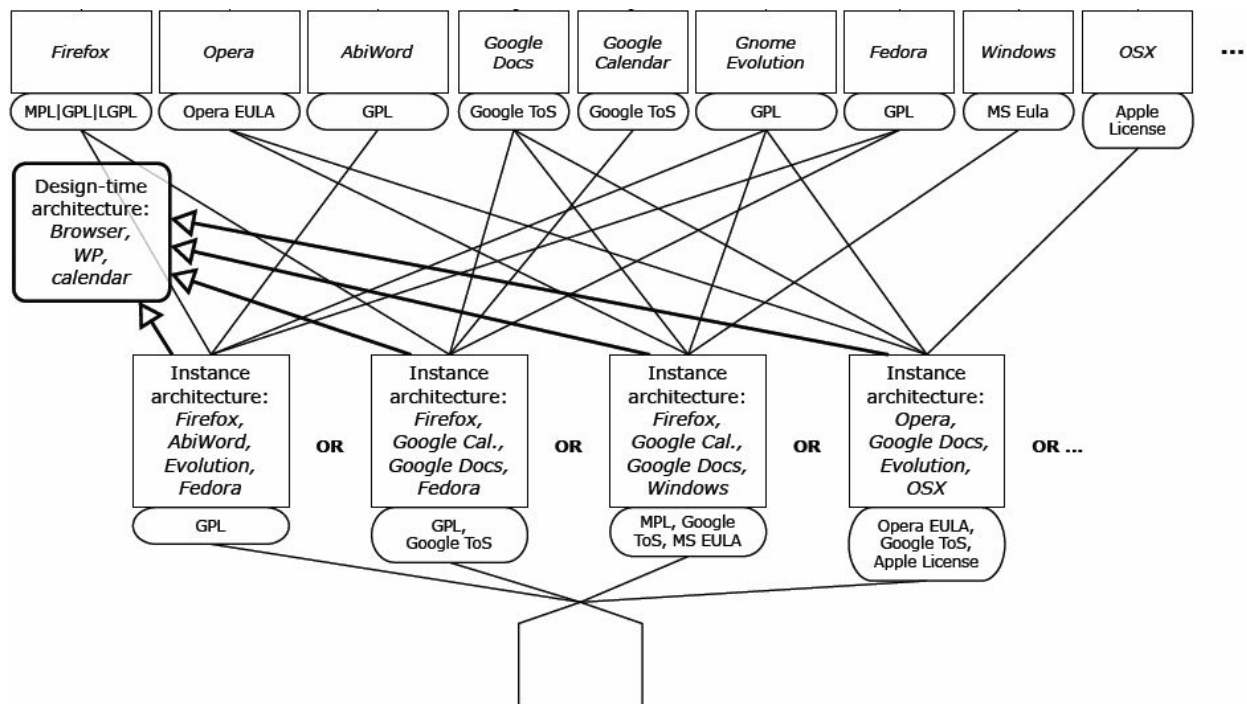 Firefox
Opera
AbiWord
Google
Docs
Google
Calendar
Gnome
Evolution
Fedora
Windows
OSX
...
MPL|GPL|LGPL
Opera EULA
GPL
Google ToS
Google ToS
GPL
GPL
MS Eula
Apple
License
Design-time
architecture:
Browser,
WP,
calendar
Instance
architecture:
Firefox,
AbiWord,
Evolution,
Fedora
GPL
OR
Instance
architecture:
Firefox,
Google Cal.,
Google Docs,
Fedora
GPL,
Google ToS
OR
Instance
architecture:
Firefox,
Google Cal.,
Google Docs,
Windows
MPL, Google
ToS, MS EULA
OR
Instance
architecture:
Opera,
Google Docs,
Evolution,
OSX
Opera EULA,
Google ToS,
Apple License
OR ...